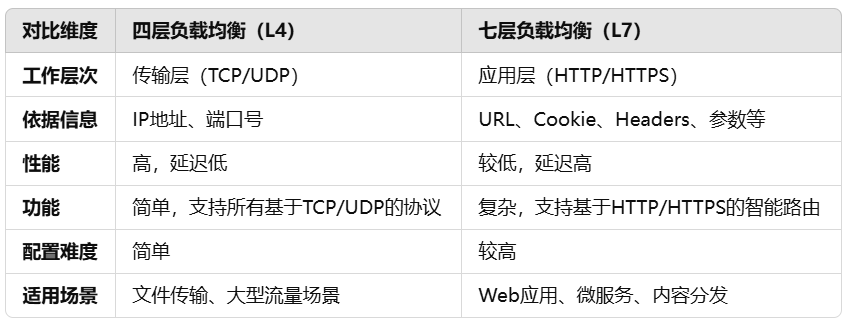 对比维度 四层负载均衡（L4） 七层负载均衡（L7）
工作层次 传输层（TCP/UDP） 应用层（HTTP/HTTPS）
依据信息 IP地址、端口号 URL、Cookie、Headers、参数等
性能 高，延迟低 较低，延迟高
功能 简单，支持所有基于TCP/UDP的协议 复杂，支持基于HTTP/HTTPS的智能路由
配置难度 简单 较高
适用场景 文件传输、大型流量场景 Web应用、微服务、内容分发